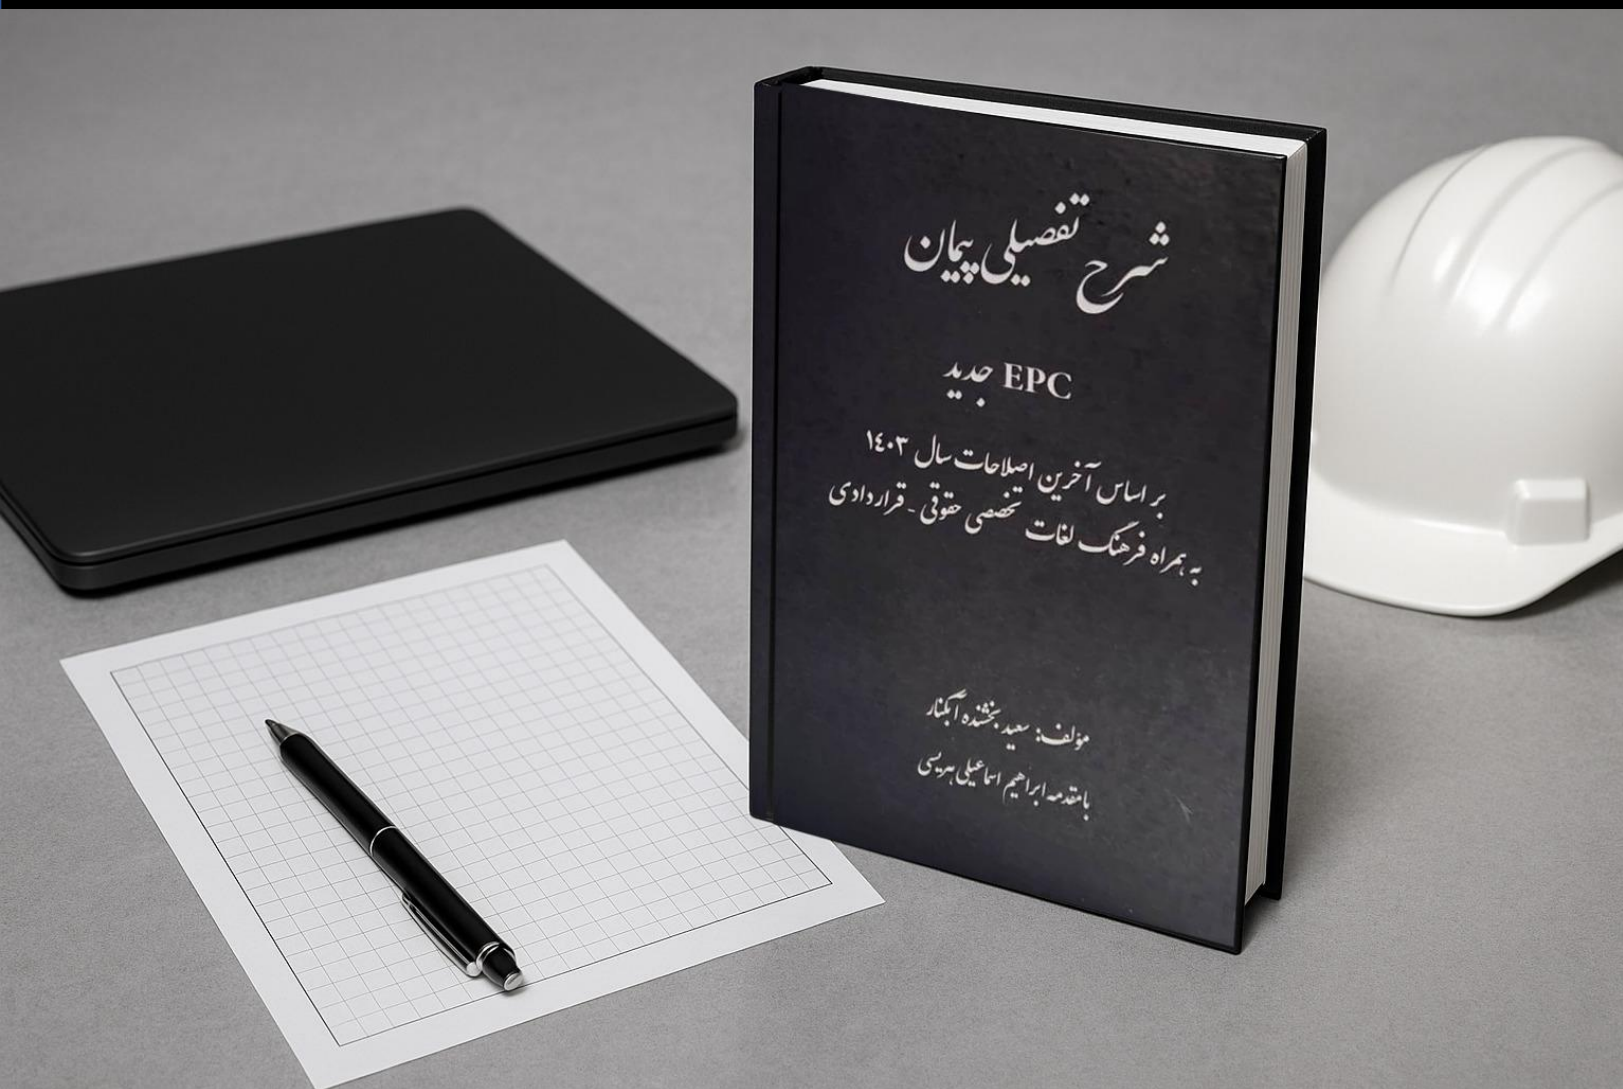 شرح تفصیلی پیمان
EPC جدید
بر اساس آخرین اصلاحات سال ۱۴۰۳
به همراه فرهنگ لغات تخصصی حقوقی - قراردادی
مؤلف: سعید بخشنده آبکنار
با مقدمه ابراهیم اسماعیلی هریسی